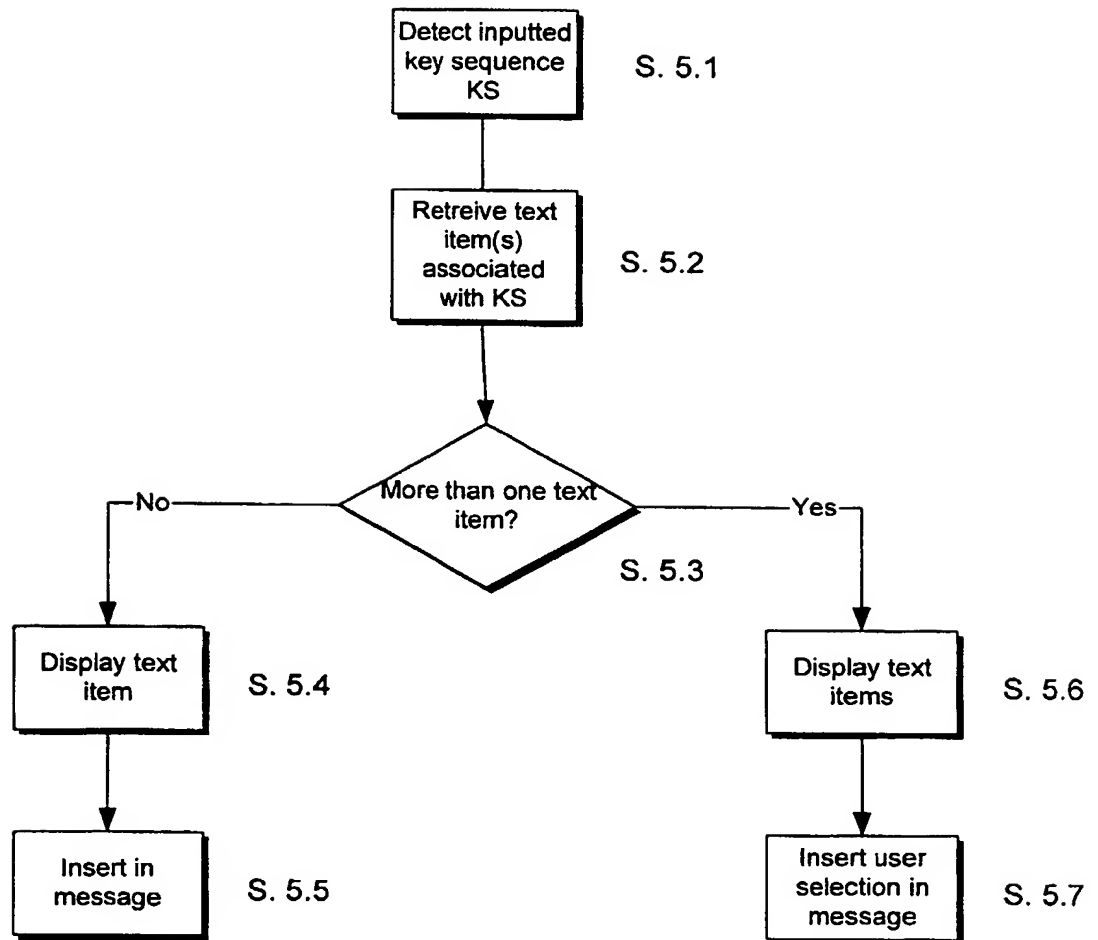 Detect inputted
key sequence
KS
S. 5.1
Retreive text
item(s)
associated
with KS
S. 5.2
More than one text
item?
S. 5.3
No
Yes
Display text
item
S. 5.4
Display text
items
S. 5.6
Insert in
message
S. 5.5
Insert user
selection in
message
S. 5.7